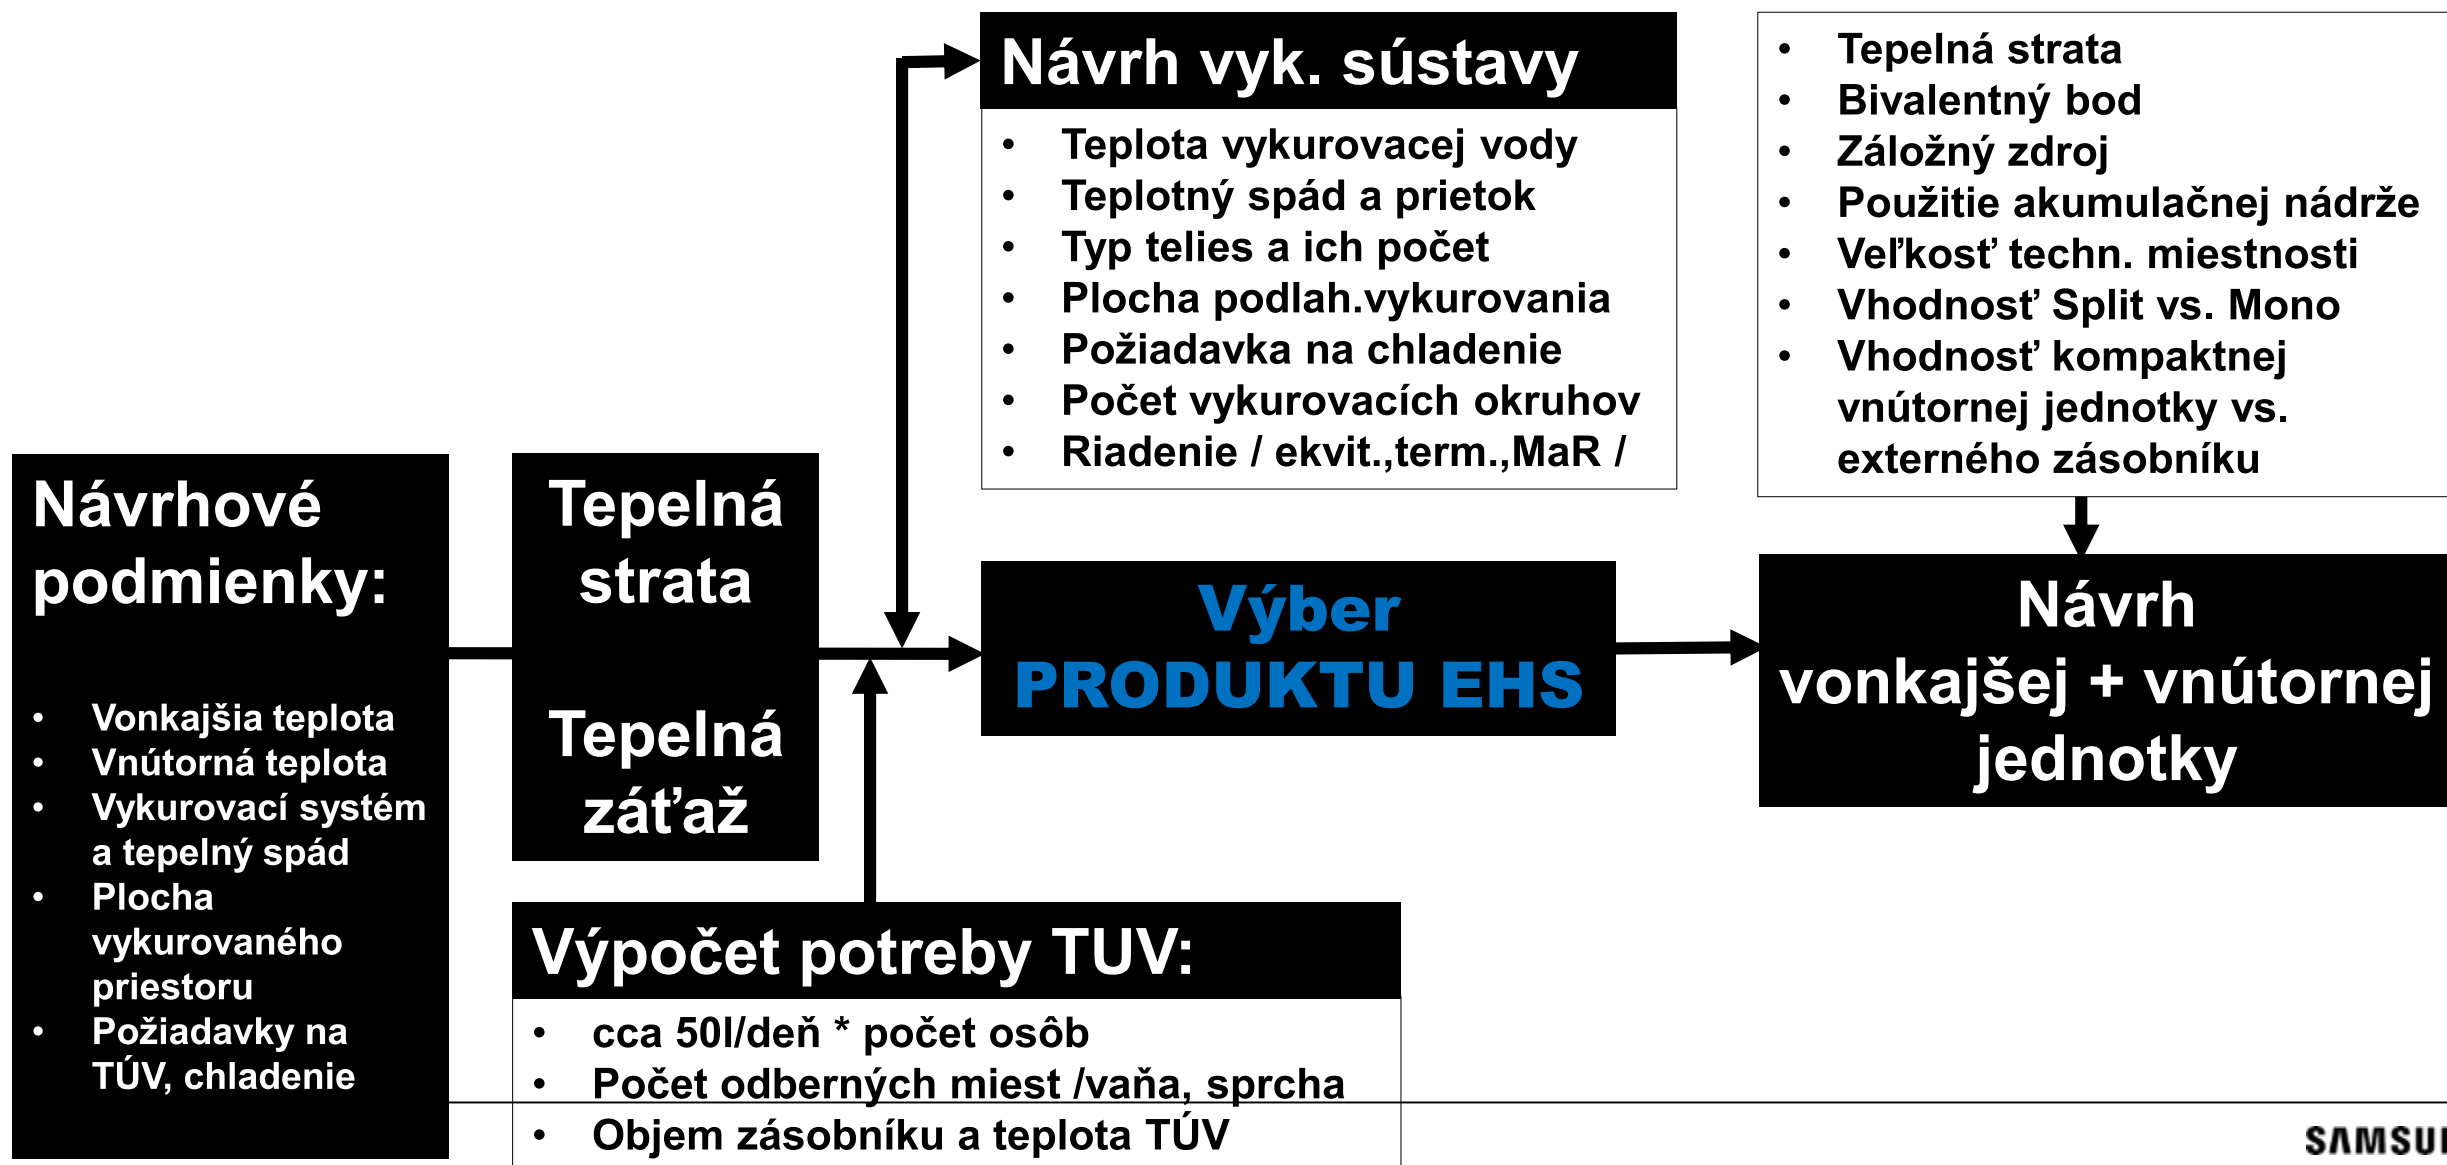 Návrh vyk. sústavy
• Teplota vykurovacej vody
• Teplotný spád a prietok
• Typ telies a ich počet
• Plocha podlah.vykurovania
• Požiadavka na chladenie
• Počet vykurovacích okruhov
• Riadenie / ekvit.,term.,MaR /
• Tepelná strata
• Bivalentný bod
• Záložný zdroj
• Použitie akumulačnej nádrže
• Veľkosť techn. miestnosti
• Vhodnosť Split vs. Mono
• Vhodnosť kompaktnej
vnútornej jednotky vs.
externého zásobníku
Návrhové
podmienky:
• Vonkajšia teplota
• Vnútorná teplota
• Vykurovací systém
a tepelný spád
• Plocha
vykurovaného
priestoru
• Požiadavky na
TÚV, chladenie
Tepelná
strata
Tepelná
záťaž
Výber
PRODUKTU EHS
Návrh
vonkajšej + vnútornej
jednotky
Výpočet potreby TUV:
• cca 50l/deň * počet osôb
• Počet odberných miest /vaňa, sprcha
• Objem zásobníku a teplota TÚV
SAMSU